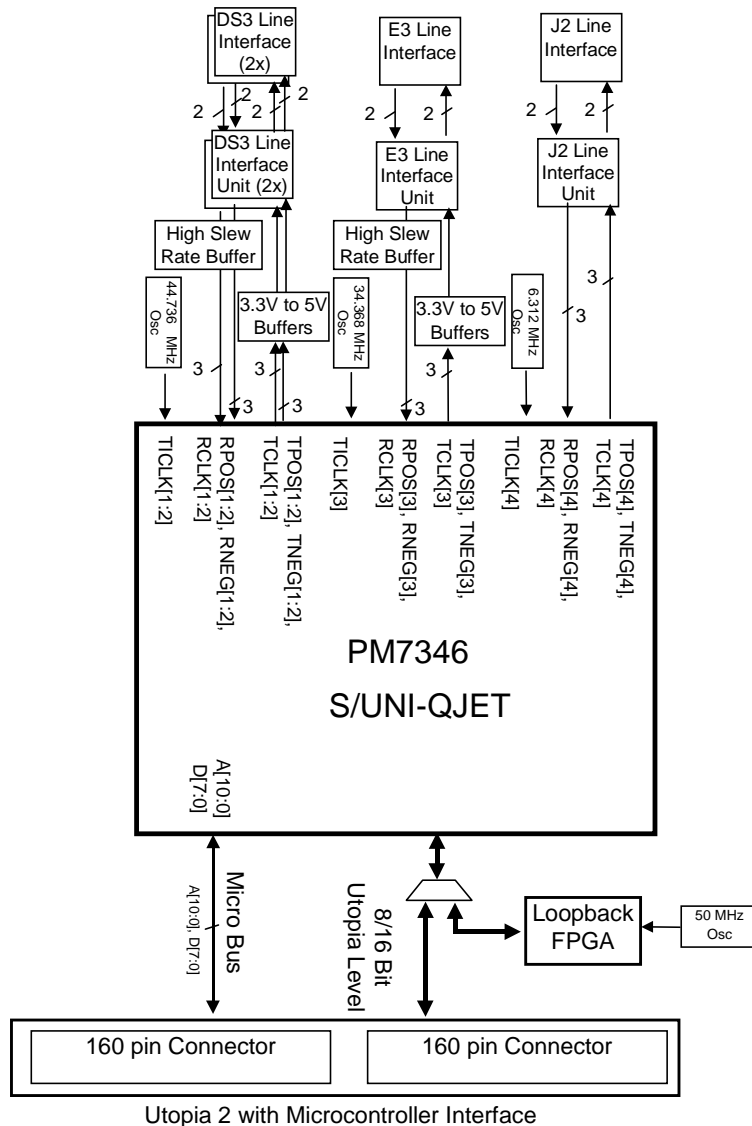 DS3 Line
Interface
(2x)
E3 Line
Interface
J2 Line
Interface
2
2
2
2
2
2
2
2
DS3 Line
Interface
Unit (2x)
E3 Line
Interface
Unit
J2 Line
Interface
Unit
High Slew
Rate Buffer
High Slew
Rate Buffer
44.736 MHz
Osc
3.3V to 5V
Buffers
34.368 MHz
Osc
3.3V to 5V
Buffers
6.312 MHz
Osc
3
3
3
3
3
3
3
3
3
TICLK[1:2]
RPOS[1:2], RNEG[1:2],
RCLK[1:2]
TPOS[1:2], TNEG[1:2],
TCLK[1:2]
TICLK[3]
RPOS[3], RNEG[3],
RCLK[3]
TPOS[3], TNEG[3],
TCLK[3]
TICLK[4]
RPOS[4], RNEG[4],
RCLK[4]
TPOS[4], TNEG[4],
TCLK[4]
PM7346
S/UNI-QJET
A[10:0]
D[7:0]
Micro Bus
A[10:0], D[7:0]
8/16 Bit
Utopia Level
Loopback
FPGA
50 MHz
Osc
160 pin Connector
160 pin Connector
Utopia 2 with Microcontroller Interface